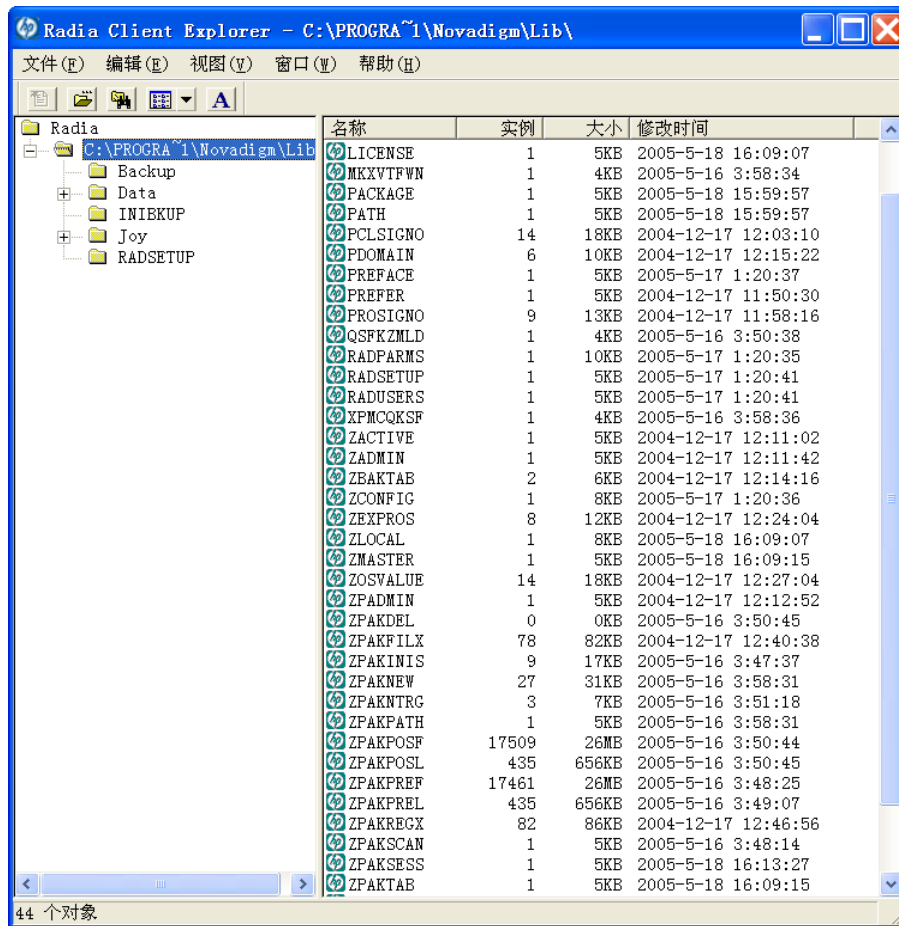 Radia Client Explorer - C:\PROGRA~1\Novadigm\Lib\
文件(F) 编辑(E) 视图(V) 窗口(W) 帮助(H)
A
Radia
C:\PROGRA~1\Novadigm\Lib
Backup
Data
INIBKUP
Joy
RADSETUP
名称 实例 大小 修改时间
LICENSE 1 5KB 2005-5-18 16:09:07
MKXVTFWN 1 4KB 2005-5-16 3:58:34
PACKAGE 1 5KB 2005-5-18 15:59:57
PATH 1 5KB 2005-5-18 15:59:57
PCLSIGNO 14 18KB 2004-12-17 12:03:10
PDOMAIN 6 10KB 2004-12-17 12:15:22
PREFACE 1 5KB 2005-5-17 1:20:37
PREFER 1 5KB 2004-12-17 11:50:30
PROSIGNO 9 13KB 2004-12-17 11:58:16
QSFKZMLD 1 4KB 2005-5-16 3:50:38
RADPARMS 1 10KB 2005-5-17 1:20:35
RADSETUP 1 5KB 2005-5-17 1:20:41
RADUSERS 1 5KB 2005-5-17 1:20:41
XPMCQKSF 1 4KB 2005-5-16 3:58:36
ZACTIVE 1 5KB 2004-12-17 12:11:02
ZADMIN 1 5KB 2004-12-17 12:11:42
ZBAKTAB 2 6KB 2004-12-17 12:14:16
ZCONFIG 1 8KB 2005-5-17 1:20:36
ZEXPROS 8 12KB 2004-12-17 12:24:04
ZLOCAL 1 8KB 2005-5-18 16:09:07
ZMASTER 1 5KB 2005-5-18 16:09:15
ZOSVALUE 14 18KB 2004-12-17 12:27:04
ZPADMIN 1 5KB 2004-12-17 12:12:52
ZPAKDEL 0 0KB 2005-5-16 3:50:45
ZPAKFILX 78 82KB 2004-12-17 12:40:38
ZPAKINIS 9 17KB 2005-5-16 3:47:37
ZPAKNEW 27 31KB 2005-5-16 3:58:31
ZPAKNTRG 3 7KB 2005-5-16 3:51:18
ZPAKPATH 1 5KB 2005-5-16 3:58:31
ZPAKPOSF 17509 26MB 2005-5-16 3:50:44
ZPAKPOSL 435 656KB 2005-5-16 3:50:45
ZPAKPREF 17461 26MB 2005-5-16 3:48:25
ZPAKPREL 435 656KB 2005-5-16 3:49:07
ZPAKREGX 82 86KB 2004-12-17 12:46:56
ZPAKSCAN 1 5KB 2005-5-16 3:48:14
ZPAKSESS 1 5KB 2005-5-18 16:13:27
ZPAKTAB 1 5KB 2005-5-18 16:09:15
44 个对象